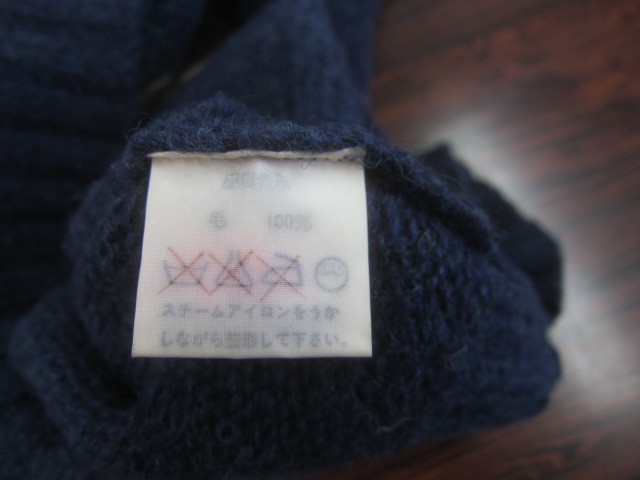 毛 100%
スチームアイロンをうか
しながら整形して下さい。